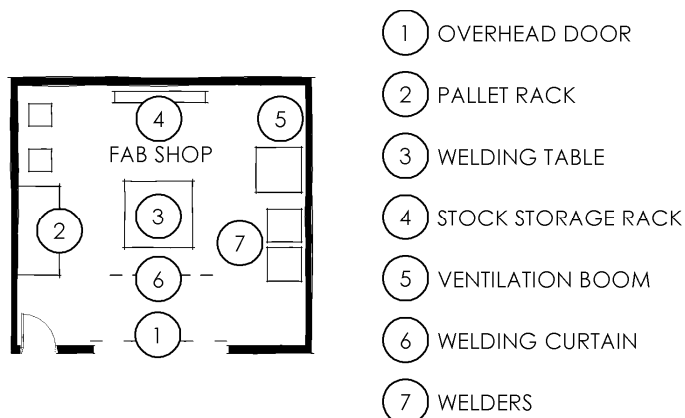 4
5
FAB SHOP
3
2
7
6
1
1 OVERHEAD DOOR
2 PALLET RACK
3 WELDING TABLE
4 STOCK STORAGE RACK
5 VENTILATION BOOM
6 WELDING CURTAIN
7 WELDERS